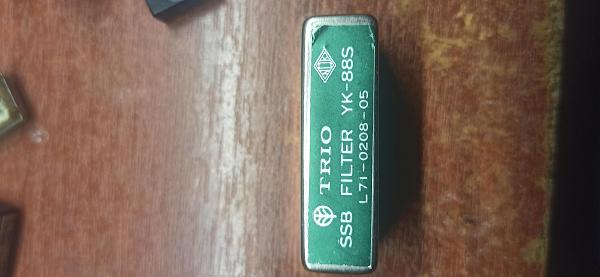 TRIO
SSB FILTER YK-88S
L71-0208-05